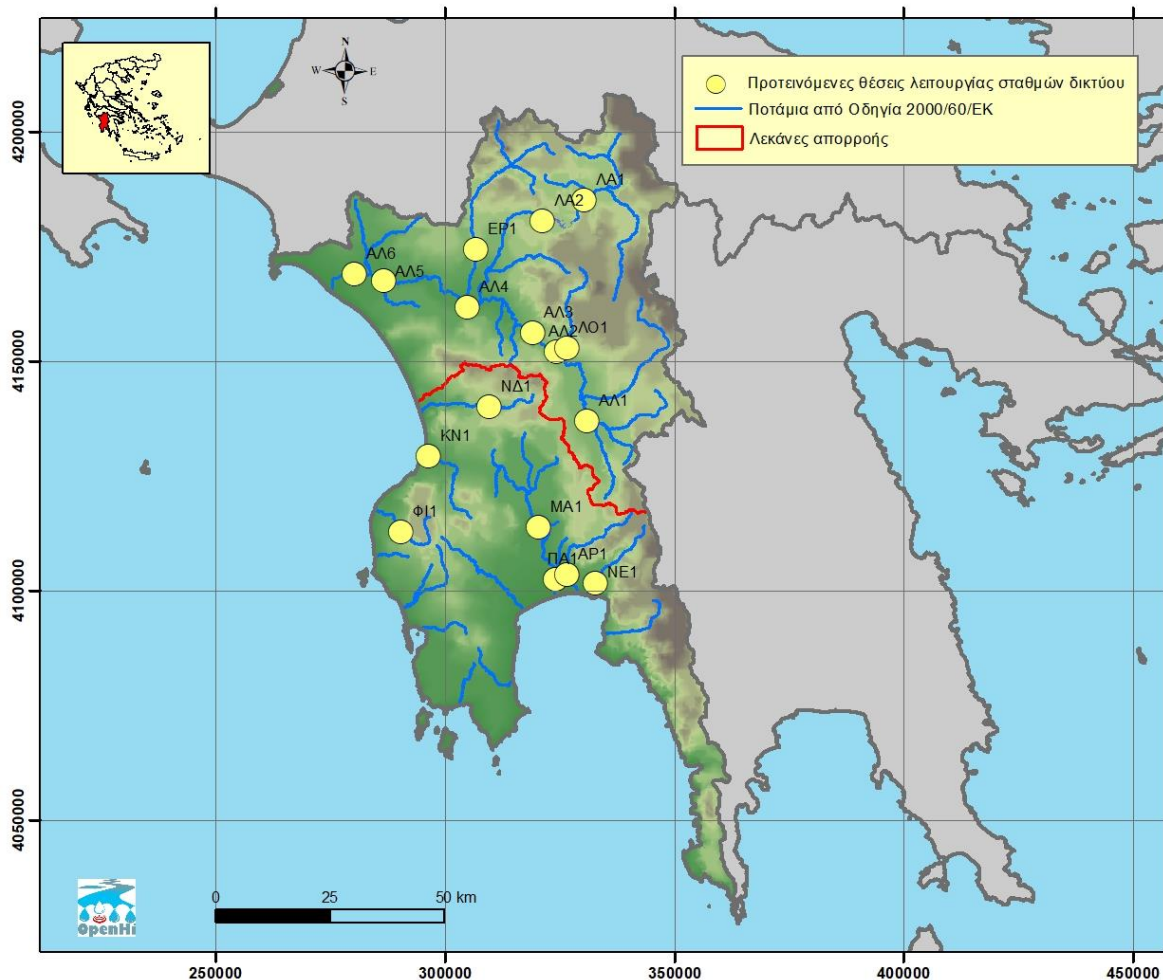 N
W E
S
Προτεινόμενες θέσεις λειτουργίας σταθμών δικτύου
Ποτάμια από Οδηγία 2000/60/ΕΚ
Λεκάνες απορροής
4200000
4150000
4100000
4050000
ΛΑ1
ΛΑ2
ΕΡ1
ΑΛ6
ΑΛ5
ΑΛ4
ΑΛ3
ΑΛ2
ΛΟ1
ΝΔ1
ΑΛ1
ΚΝ1
ΦΙ1
ΜΑ1
ΠΑ1
ΑΡ1
ΝΕ1
OpenHi
0 25 50 km
250000 300000 350000 400000 450000